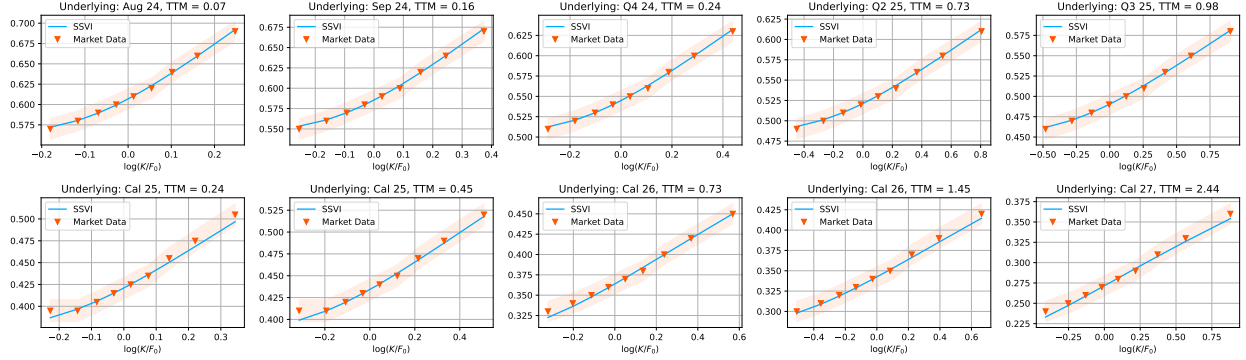 Underlying: Aug 24, TTM = 0.07
0.700
0.675
0.650
0.625
0.600
0.575
SSVI
Market Data
−0.2
−0.1
0.0
0.1
0.2
log(K/F₀)
Underlying: Sep 24, TTM = 0.16
0.675
0.650
0.625
0.600
0.575
0.550
SSVI
Market Data
−0.2
−0.1
0.0
0.1
0.2
0.3
0.4
log(K/F₀)
Underlying: Q4 24, TTM = 0.24
0.625
0.600
0.575
0.550
0.525
0.500
SSVI
Market Data
−0.2
0.0
0.2
0.4
log(K/F₀)
Underlying: Q2 25, TTM = 0.73
0.625
0.600
0.575
0.550
0.525
0.500
0.475
SSVI
Market Data
−0.4
−0.2
0.0
0.2
0.4
0.6
0.8
log(K/F₀)
Underlying: Q3 25, TTM = 0.98
0.600
0.575
0.550
0.525
0.500
0.475
0.450
SSVI
Market Data
−0.50
−0.25
0.00
0.25
0.50
0.75
log(K/F₀)
Underlying: Cal 25, TTM = 0.24
0.500
0.475
0.450
0.425
0.400
SSVI
Market Data
−0.2
−0.1
0.0
0.1
0.2
0.3
log(K/F₀)
Underlying: Cal 25, TTM = 0.45
0.525
0.500
0.475
0.450
0.425
0.400
SSVI
Market Data
−0.2
0.0
0.2
0.4
log(K/F₀)
Underlying: Cal 26, TTM = 0.73
0.450
0.425
0.400
0.375
0.350
0.325
SSVI
Market Data
−0.2
0.0
0.2
0.4
0.6
log(K/F₀)
Underlying: Cal 26, TTM = 1.45
0.425
0.400
0.375
0.350
0.325
0.300
SSVI
Market Data
−0.4
−0.2
0.0
0.2
0.4
0.6
log(K/F₀)
Underlying: Cal 27, TTM = 2.44
0.375
0.350
0.325
0.300
0.275
0.250
0.225
SSVI
Market Data
−0.25
0.00
0.25
0.50
0.75
log(K/F₀)